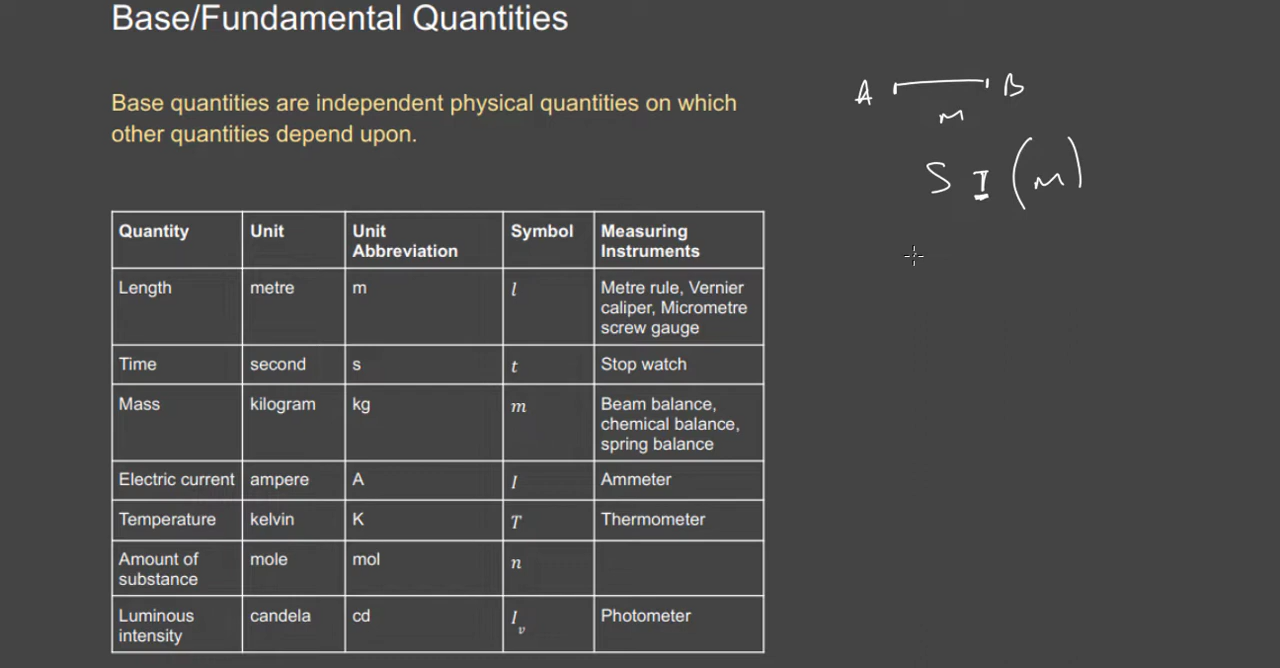 Base/Fundamental Quantities
Base quantities are independent physical quantities on which
other quantities depend upon.
A B
m
S I (m)
Quantity Unit Unit Abbreviation Symbol Measuring Instruments
Length metre m l Metre rule, Vernier caliper, Micrometre screw gauge
Time second s t Stop watch
Mass kilogram kg m Beam balance, chemical balance, spring balance
Electric current ampere A I Ammeter
Temperature kelvin K T Thermometer
Amount of substance mole mol n
Luminous intensity candela cd I_v Photometer